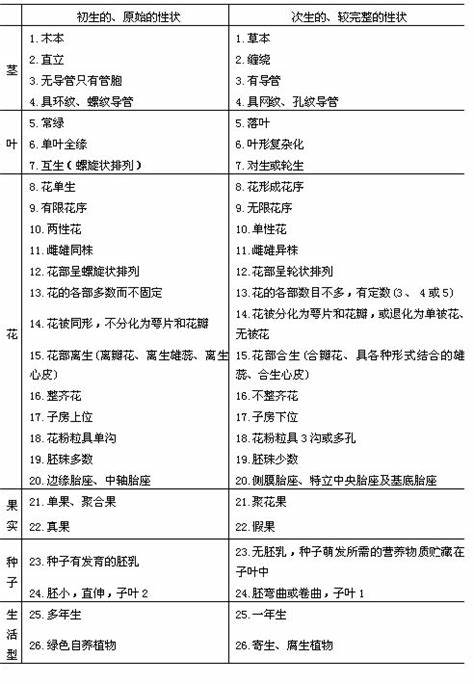 初生的、原始的性状 次生的、较完整的性状
茎
1.木本 1.草本
2.直立 2.缠绕
3.无导管只有管胞 3.有导管
4.具环纹、螺纹导管 4.具网纹、孔纹导管
叶
5.常绿 5.落叶
6.单叶全缘 6.叶形复杂化
7.互生(螺旋状排列) 7.对生或轮生
花
8.花单生 8.花形成花序
9.有限花序 9.无限花序
10.两性花 10.单性花
11.雌雄同株 11.雌雄异株
12.花部呈螺旋状排列 12.花部呈轮状排列
13.花的各部多数而不固定 13.花的各部数目不多,有定数(3、4或5)
14.花被同形,不分化为萼片和花瓣 14.花被分化为萼片和花瓣,或退化为单被花、
无被花
15.花部离生(离瓣花、离生雄蕊、离生 15.花部合生(合瓣花、具各种形式结合的雄
心皮) 蕊、合生心皮)
16.整齐花 16.不整齐花
17.子房上位 17.子房下位
18.花粉粒具单沟 18.花粉粒具3沟或多孔
19.胚珠多数 19.胚珠少数
20.边缘胎座、中轴胎座 20.侧膜胎座、特立中央胎座及基底胎座
果实
21.单果、聚合果 21.聚花果
22.真果 22.假果
种子
23.种子有发育的胚乳 23.无胚乳,种子萌发所需的营养物质贮藏在
子叶中
24.胚小,直伸,子叶2 24.胚弯曲或卷曲,子叶1
生活型
25.多年生 25.一年生
26.绿色自养植物 26.寄生、腐生植物